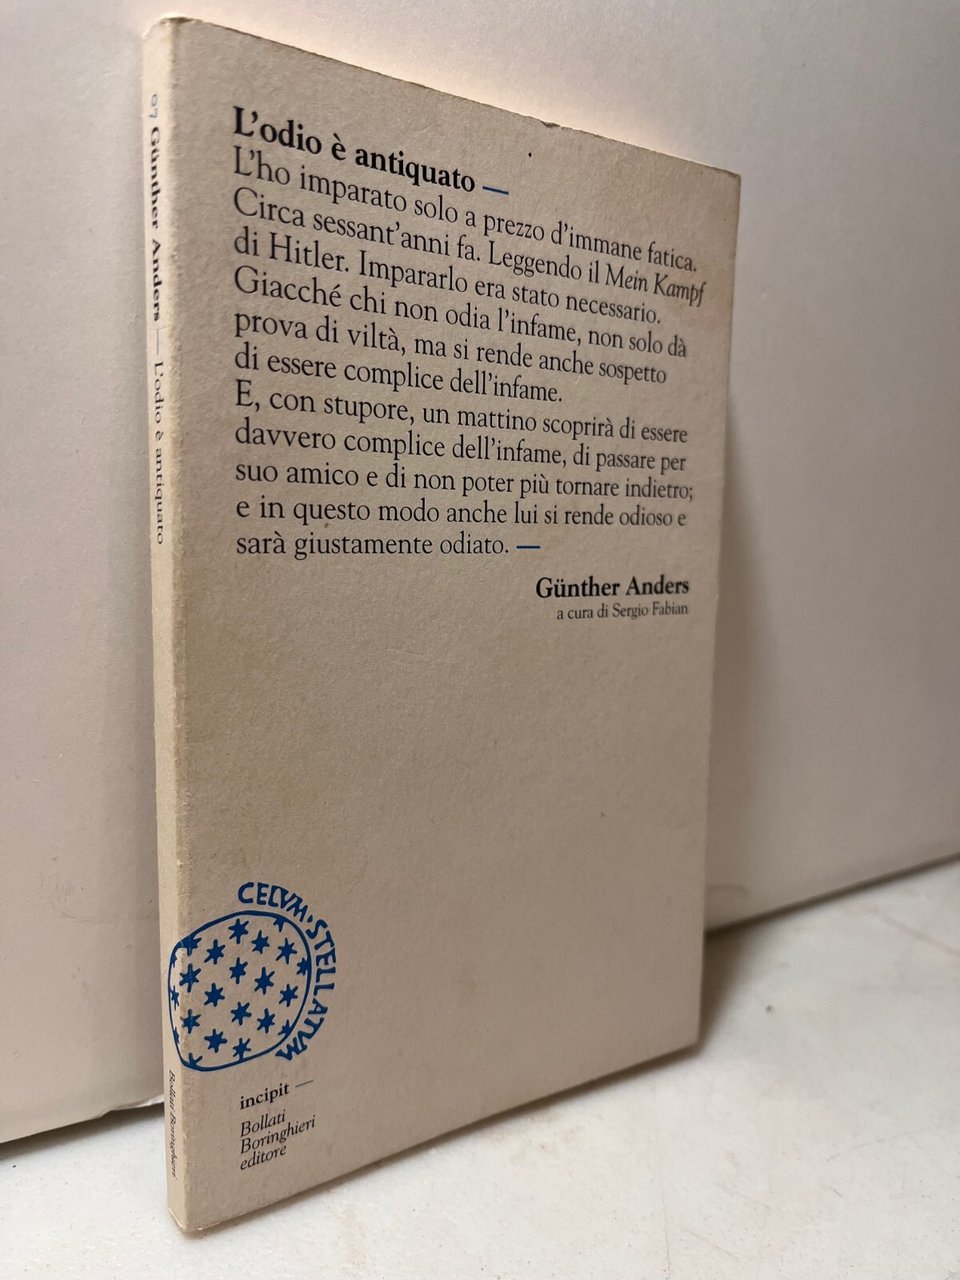 L'odio è antiquato —
L'ho imparato solo a prezzo d'immane fatica.
Circa sessant'anni fa. Leggendo il Mein Kampf
di Hitler. Impararlo era stato necessario.
Giacché chi non odia l'infame, non solo dà
prova di viltà, ma si rende anche sospetto
di essere complice dell'infame.
E, con stupore, un mattino scoprirà di essere
davvero complice dell'infame, di passare per
suo amico e di non poter più tornare indietro;
e in questo modo anche lui si rende odioso e
sarà giustamente odiato. —
Günther Anders
a cura di Sergio Fabian
CELVM·STELLATVM
incipit —
Bollati
Boringhieri
editore
97 Günther Anders — L'odio è antiquato
Bollati Boringhieri